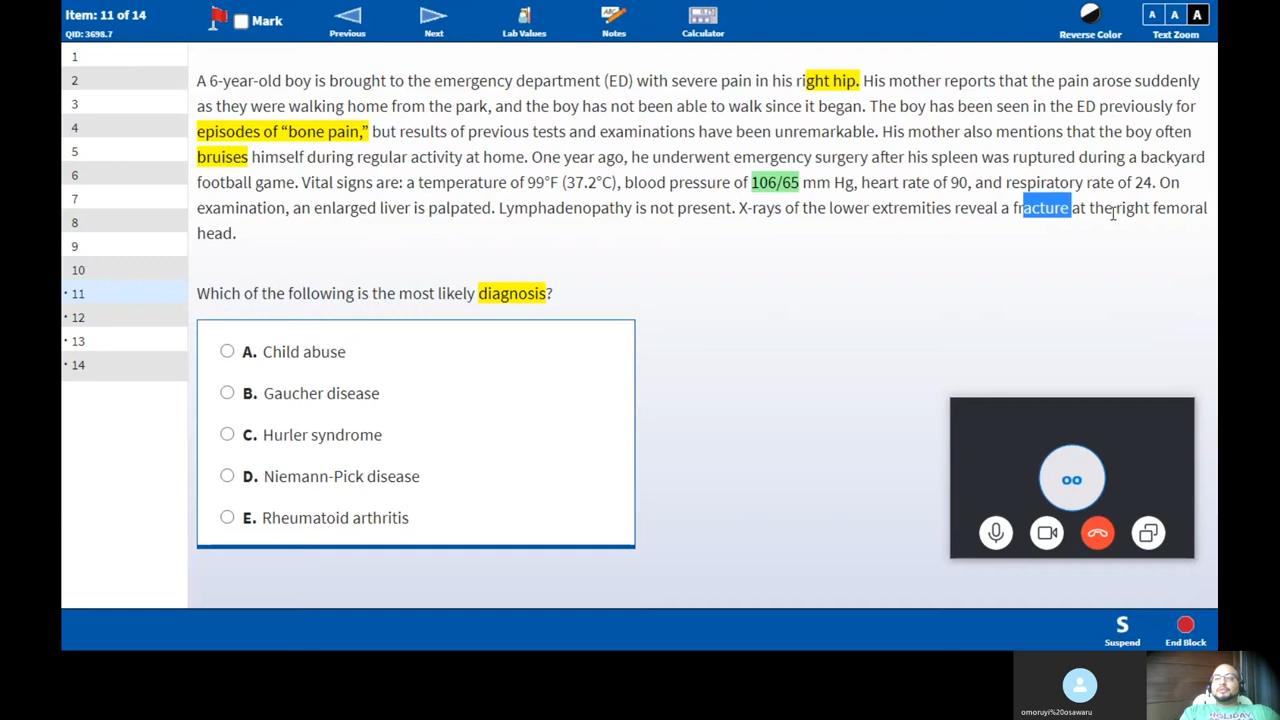 Item: 11 of 14
QID: 3698.7
Mark
Previous
Next
Lab Values
Notes
Calculator
Reverse Color
A A A
Text Zoom
1
2
3
4
5
6
7
8
9
10
11
12
13
14
A 6-year-old boy is brought to the emergency department (ED) with severe pain in his right hip. His mother reports that the pain arose suddenly
as they were walking home from the park, and the boy has not been able to walk since it began. The boy has been seen in the ED previously for
episodes of “bone pain,” but results of previous tests and examinations have been unremarkable. His mother also mentions that the boy often
bruises himself during regular activity at home. One year ago, he underwent emergency surgery after his spleen was ruptured during a backyard
football game. Vital signs are: a temperature of 99°F (37.2°C), blood pressure of 106/65 mm Hg, heart rate of 90, and respiratory rate of 24. On
examination, an enlarged liver is palpated. Lymphadenopathy is not present. X-rays of the lower extremities reveal a fracture at the right femoral
head.
Which of the following is the most likely diagnosis?
A. Child abuse
B. Gaucher disease
C. Hurler syndrome
D. Niemann-Pick disease
E. Rheumatoid arthritis
oo
S
Suspend
End Block
omoruyi%20osawaru
HOLIDAY